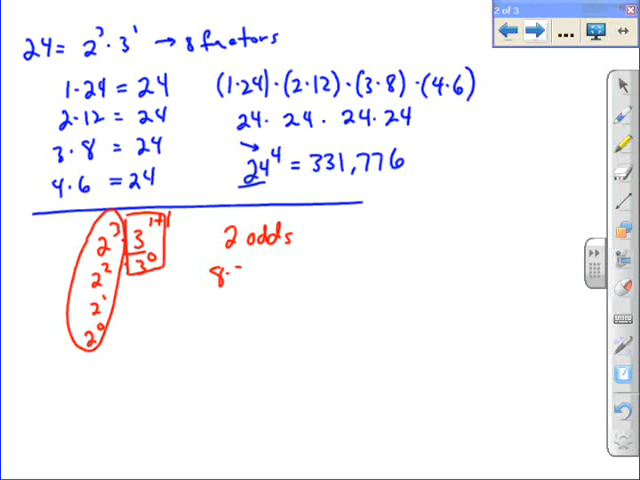 2 of 3
24 = 2³ · 3¹ → 8 factors
1 · 24 = 24
2 · 12 = 24
3 · 8 = 24
4 · 6 = 24
(1·24) · (2·12) · (3·8) · (4·6)
24 · 24 · 24 · 24
24⁴ = 331,776
2³ · 3¹⁺¹
2² · 3⁰
2¹
2⁰
2 odds
8 -